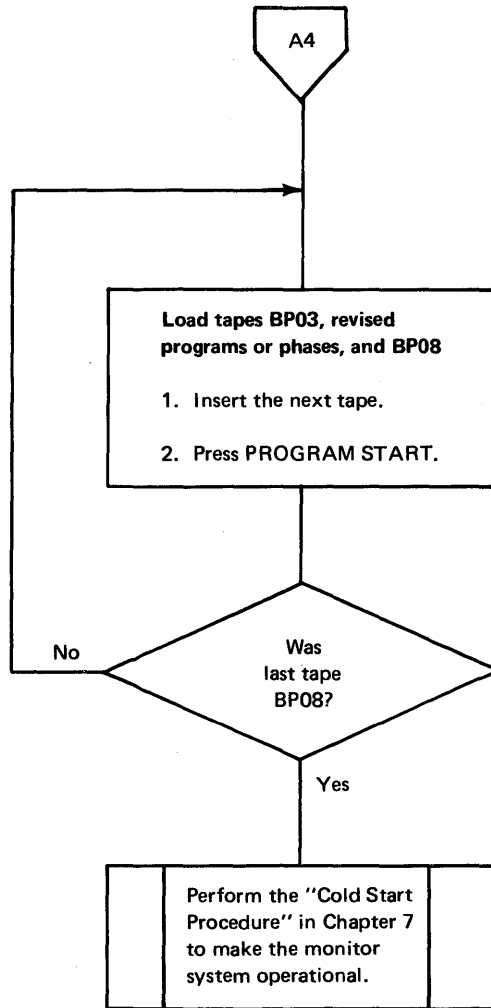 A4
Load tapes BP03, revised
programs or phases, and BP08
1. Insert the next tape.
2. Press PROGRAM START.
Was
last tape
BP08?
No
Yes
Perform the "Cold Start
Procedure" in Chapter 7
to make the monitor
system operational.